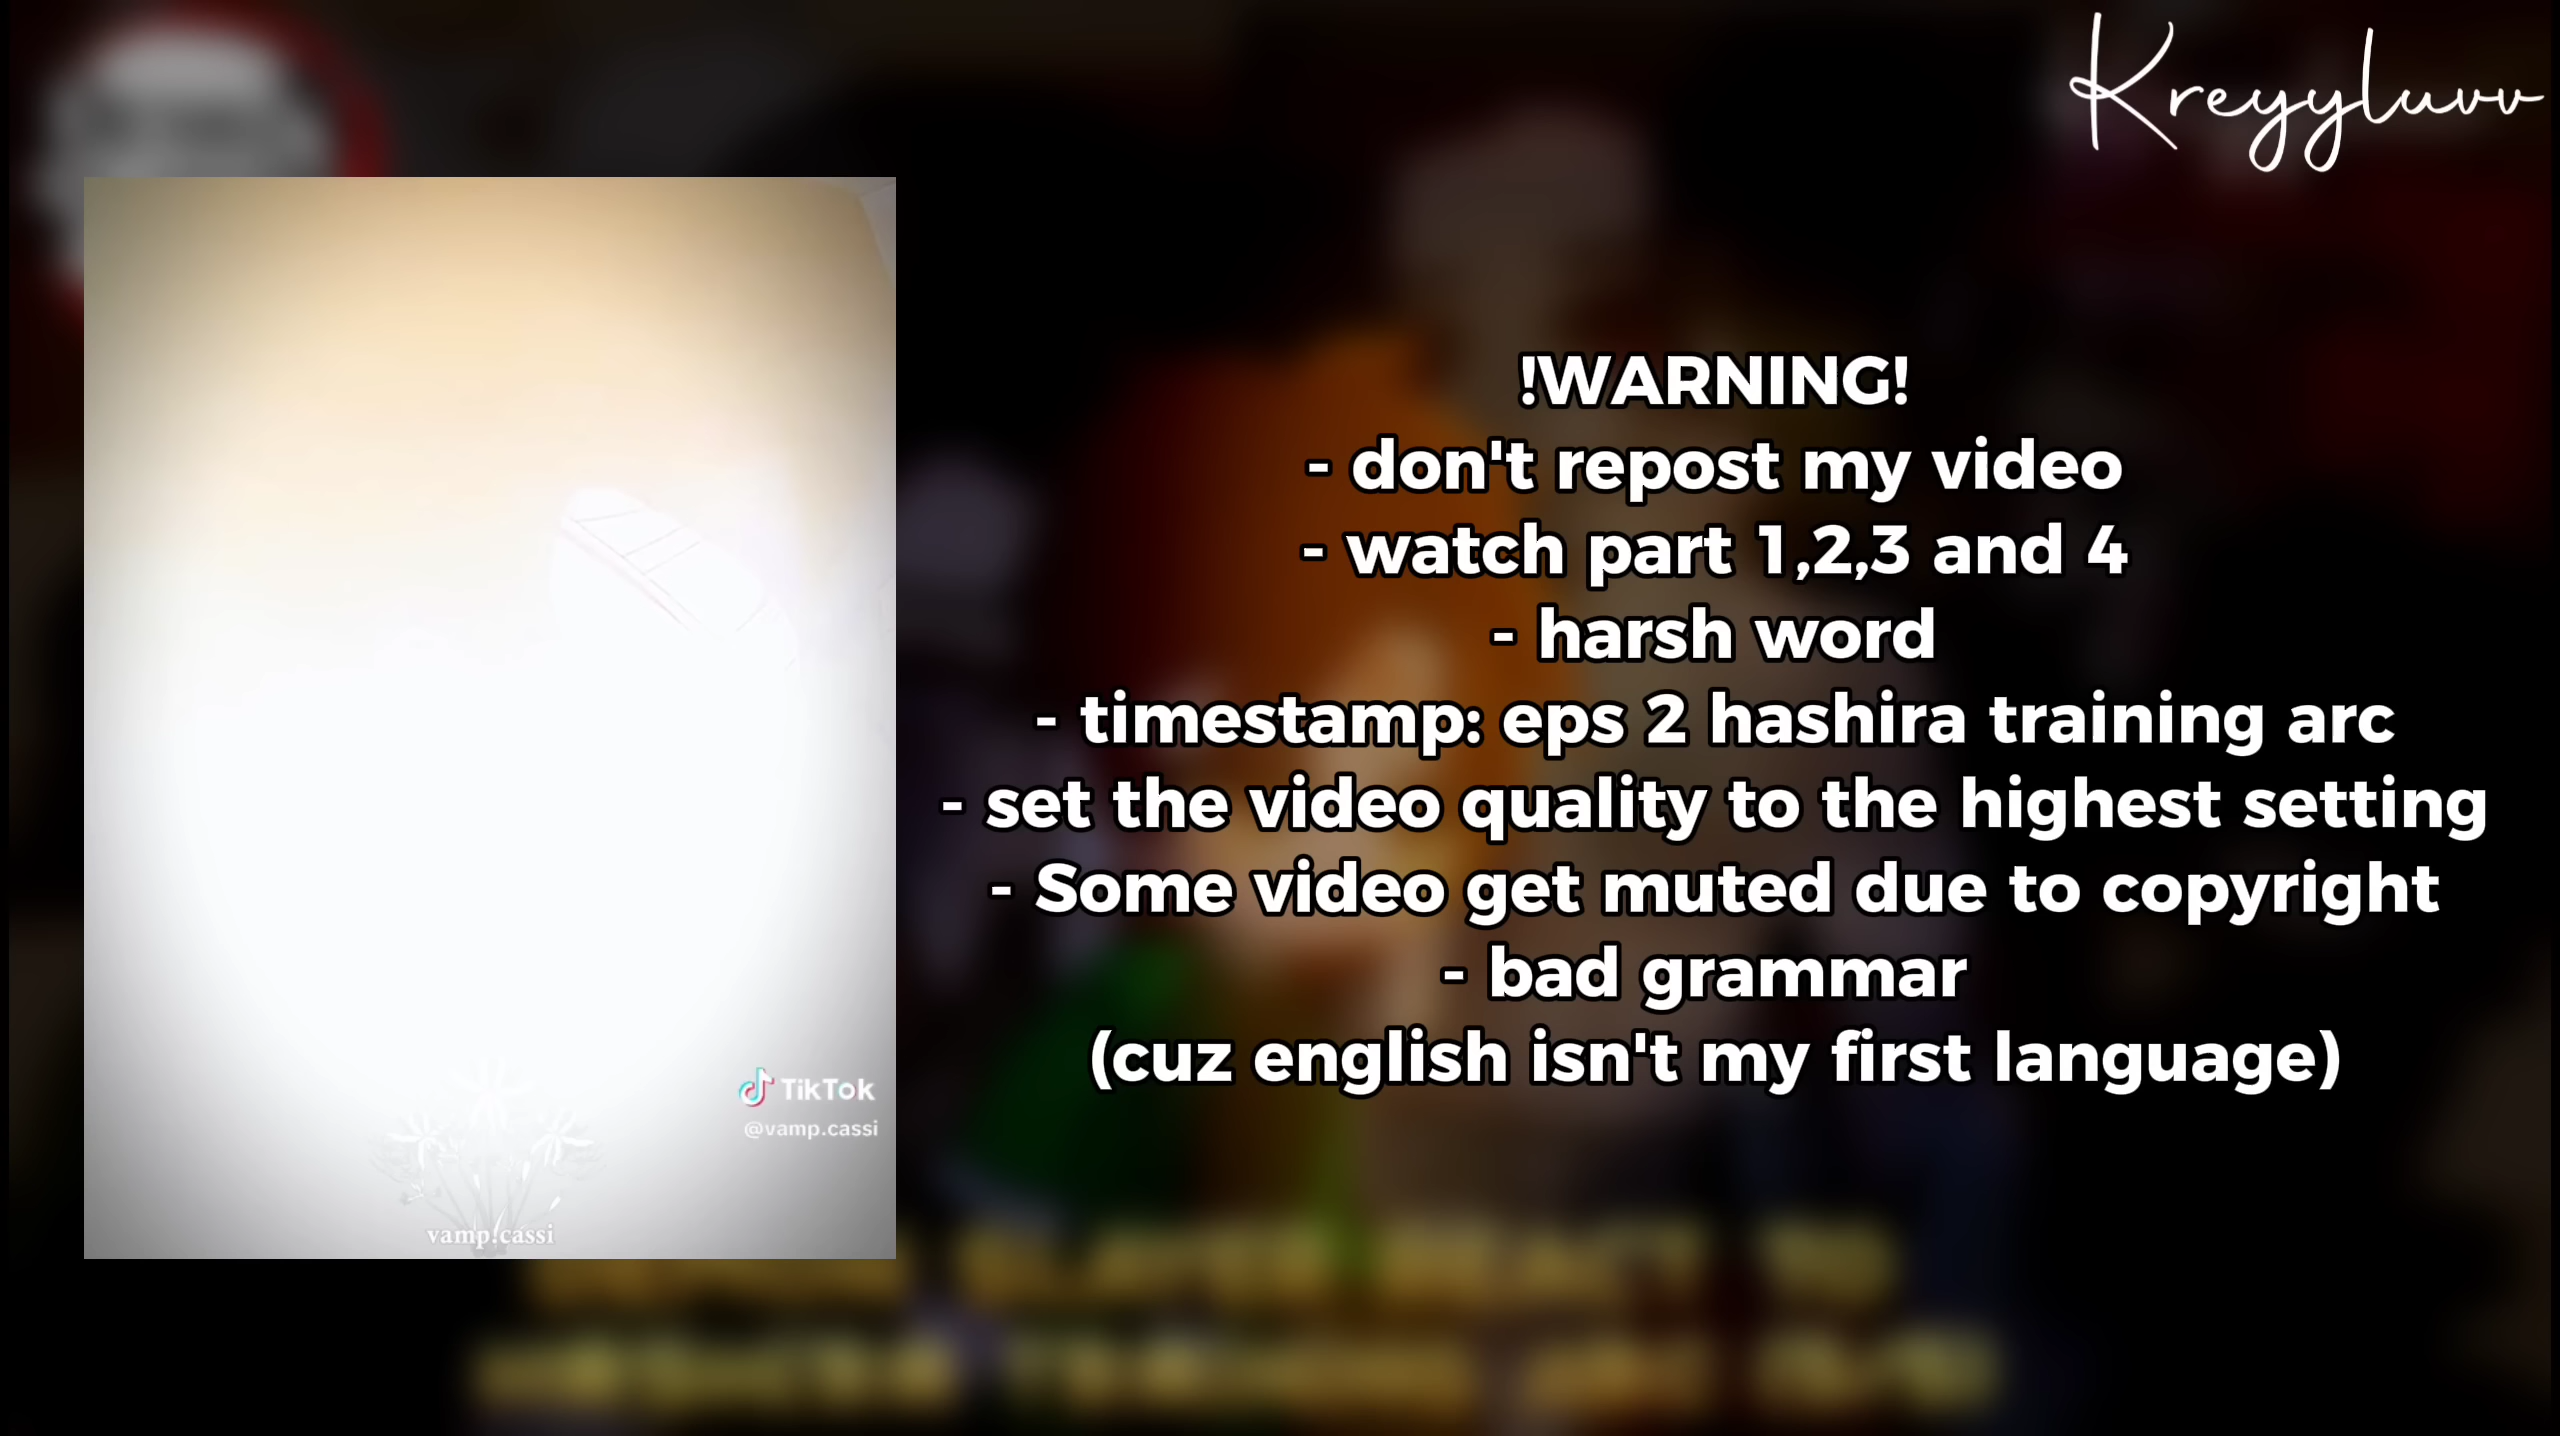 Kreyyluvv
!WARNING!
- don't repost my video
- watch part 1,2,3 and 4
- harsh word
- timestamp: eps 2 hashira training arc
- set the video quality to the highest setting
- Some video get muted due to copyright
- bad grammar
(cuz english isn't my first language)
TikTok
@vamp.cassi
vamp.cassi